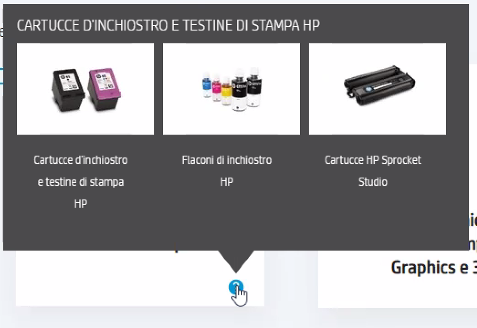 CARTUCCE D'INCHIOSTRO E TESTINE DI STAMPA HP
Cartucce d'inchiostro
e testine di stampa
HP
Flaconi di inchiostro
HP
Cartucce HP Sprocket
Studio
Graphics e 3